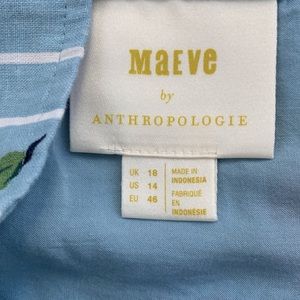 MAEVE
by
ANTHROPOLOGIE
UK 18
US 14
EU 46
MADE IN
INDONESIA
FABRIQUÉ
EN
INDONÉSIE